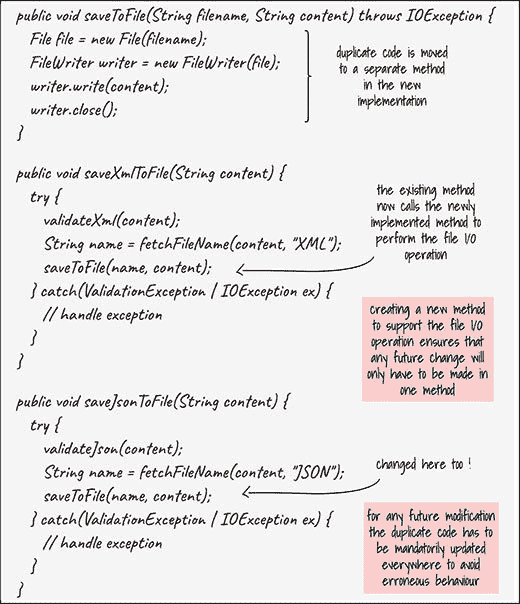 public void saveToFile(String filename, String content) throws IOException {
File file = new File(filename);
FileWriter writer = new FileWriter(file);
writer.write(content);
writer.close();
}
duplicate code is moved
to a separate method
in the new
implementation
public void saveXmlToFile(String content) {
try {
validateXml(content);
String name = fetchFileName(content, "XML");
saveToFile(name, content);
} catch(ValidationException | IOException ex) {
// handle exception
}
}
the existing method
now calls the newly
implemented method to
perform the file I/O
operation
creating a new method
to support the file I/O
operation ensures that
any future change will
only have to be made in
one method
public void saveJsonToFile(String content) {
try {
validateJson(content);
String name = fetchFileName(content, "JSON");
saveToFile(name, content);
} catch(ValidationException | IOException ex) {
// handle exception
}
}
changed here too !
for any future modification
the duplicate code has to
be mandatorily updated
everywhere to avoid
erroneous behaviour